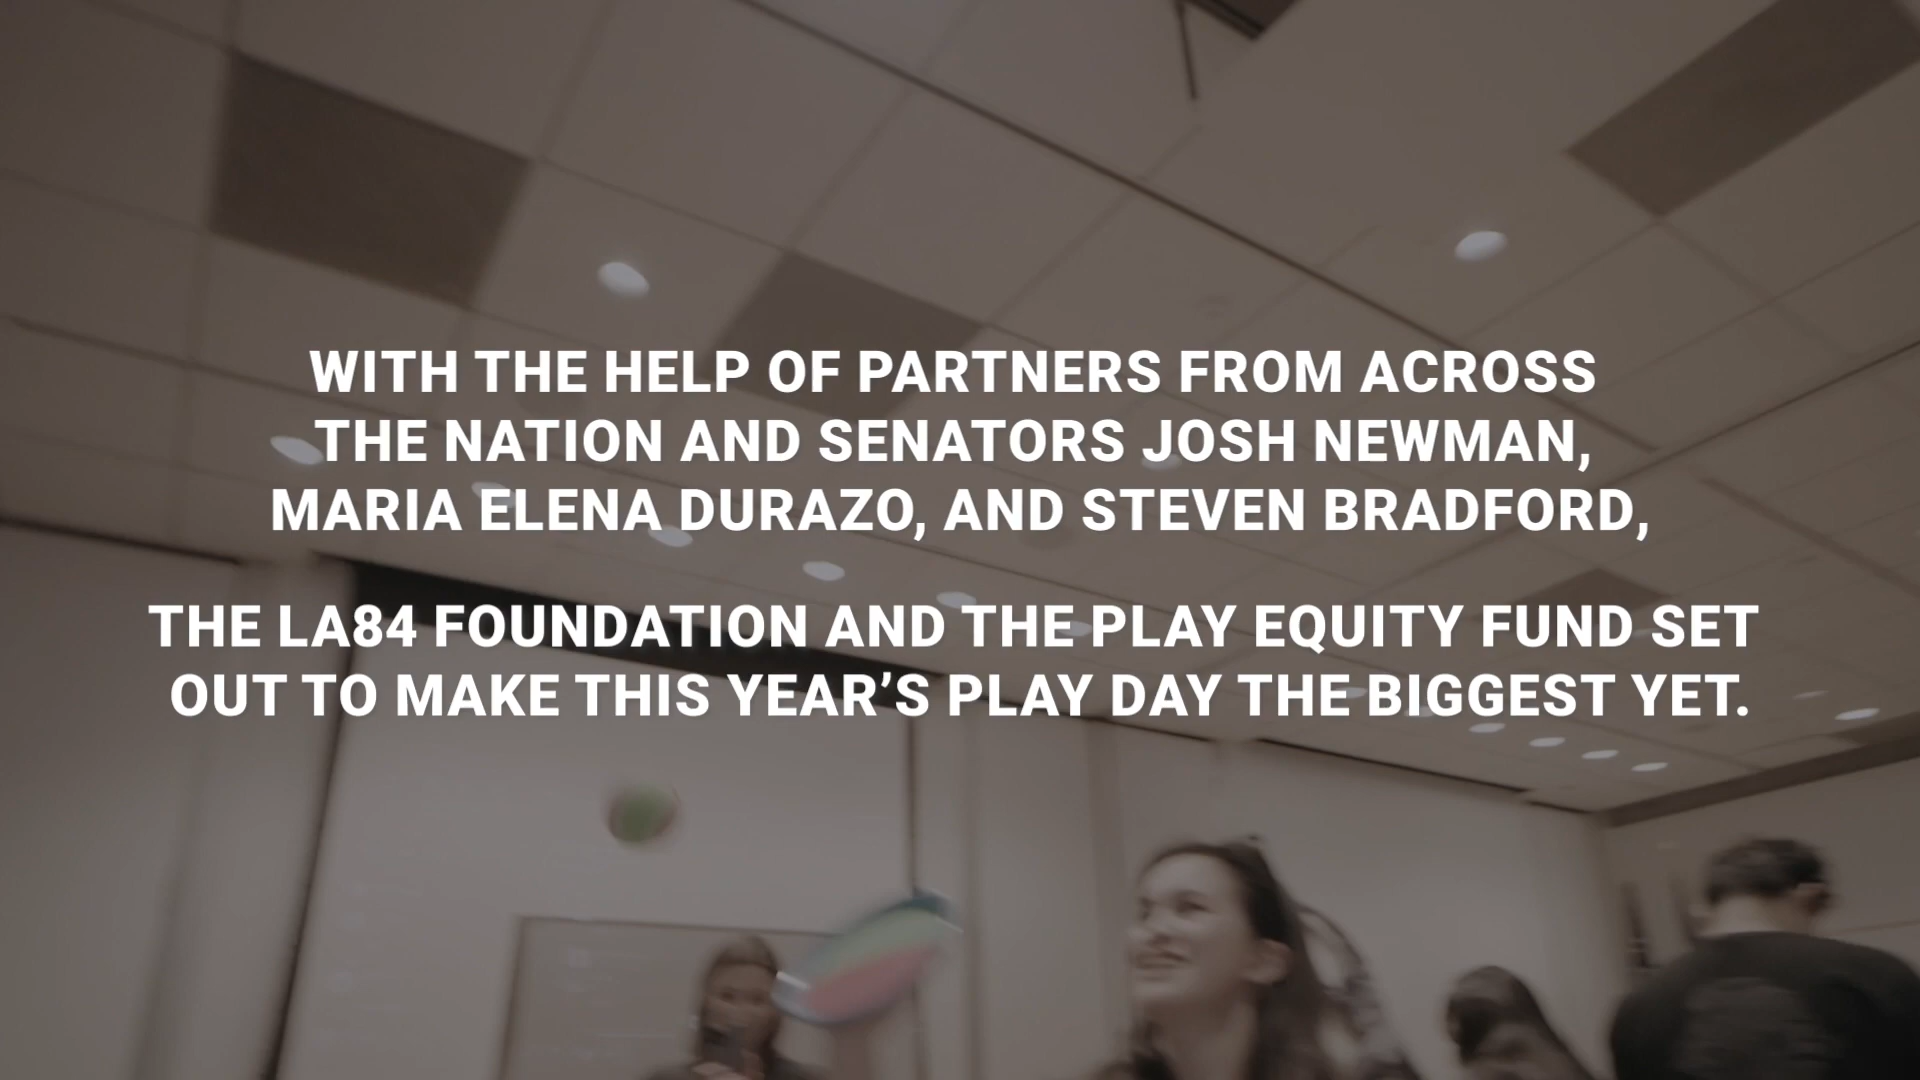 WITH THE HELP OF PARTNERS FROM ACROSS
THE NATION AND SENATORS JOSH NEWMAN,
MARIA ELENA DURAZO, AND STEVEN BRADFORD,
THE LA84 FOUNDATION AND THE PLAY EQUITY FUND SET
OUT TO MAKE THIS YEAR’S PLAY DAY THE BIGGEST YET.